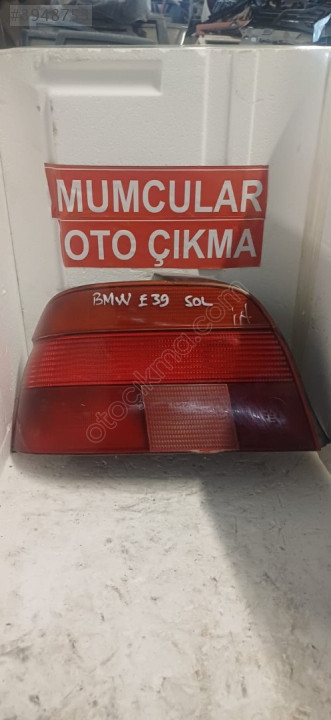 MUMCULAR
OTO ÇIKMA
BMW E39 SOL
otocikma.com